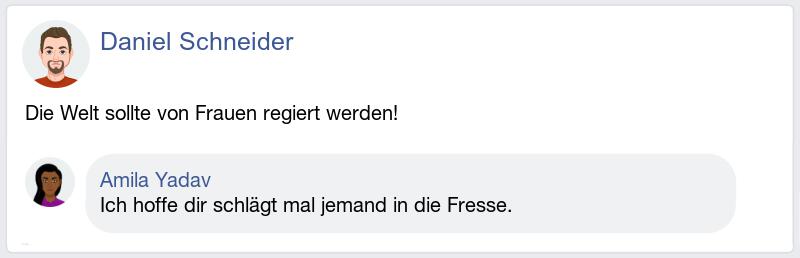 Daniel Schneider
Die Welt sollte von Frauen regiert werden!
Amila Yadav
Ich hoffe dir schlägt mal jemand in die Fresse.